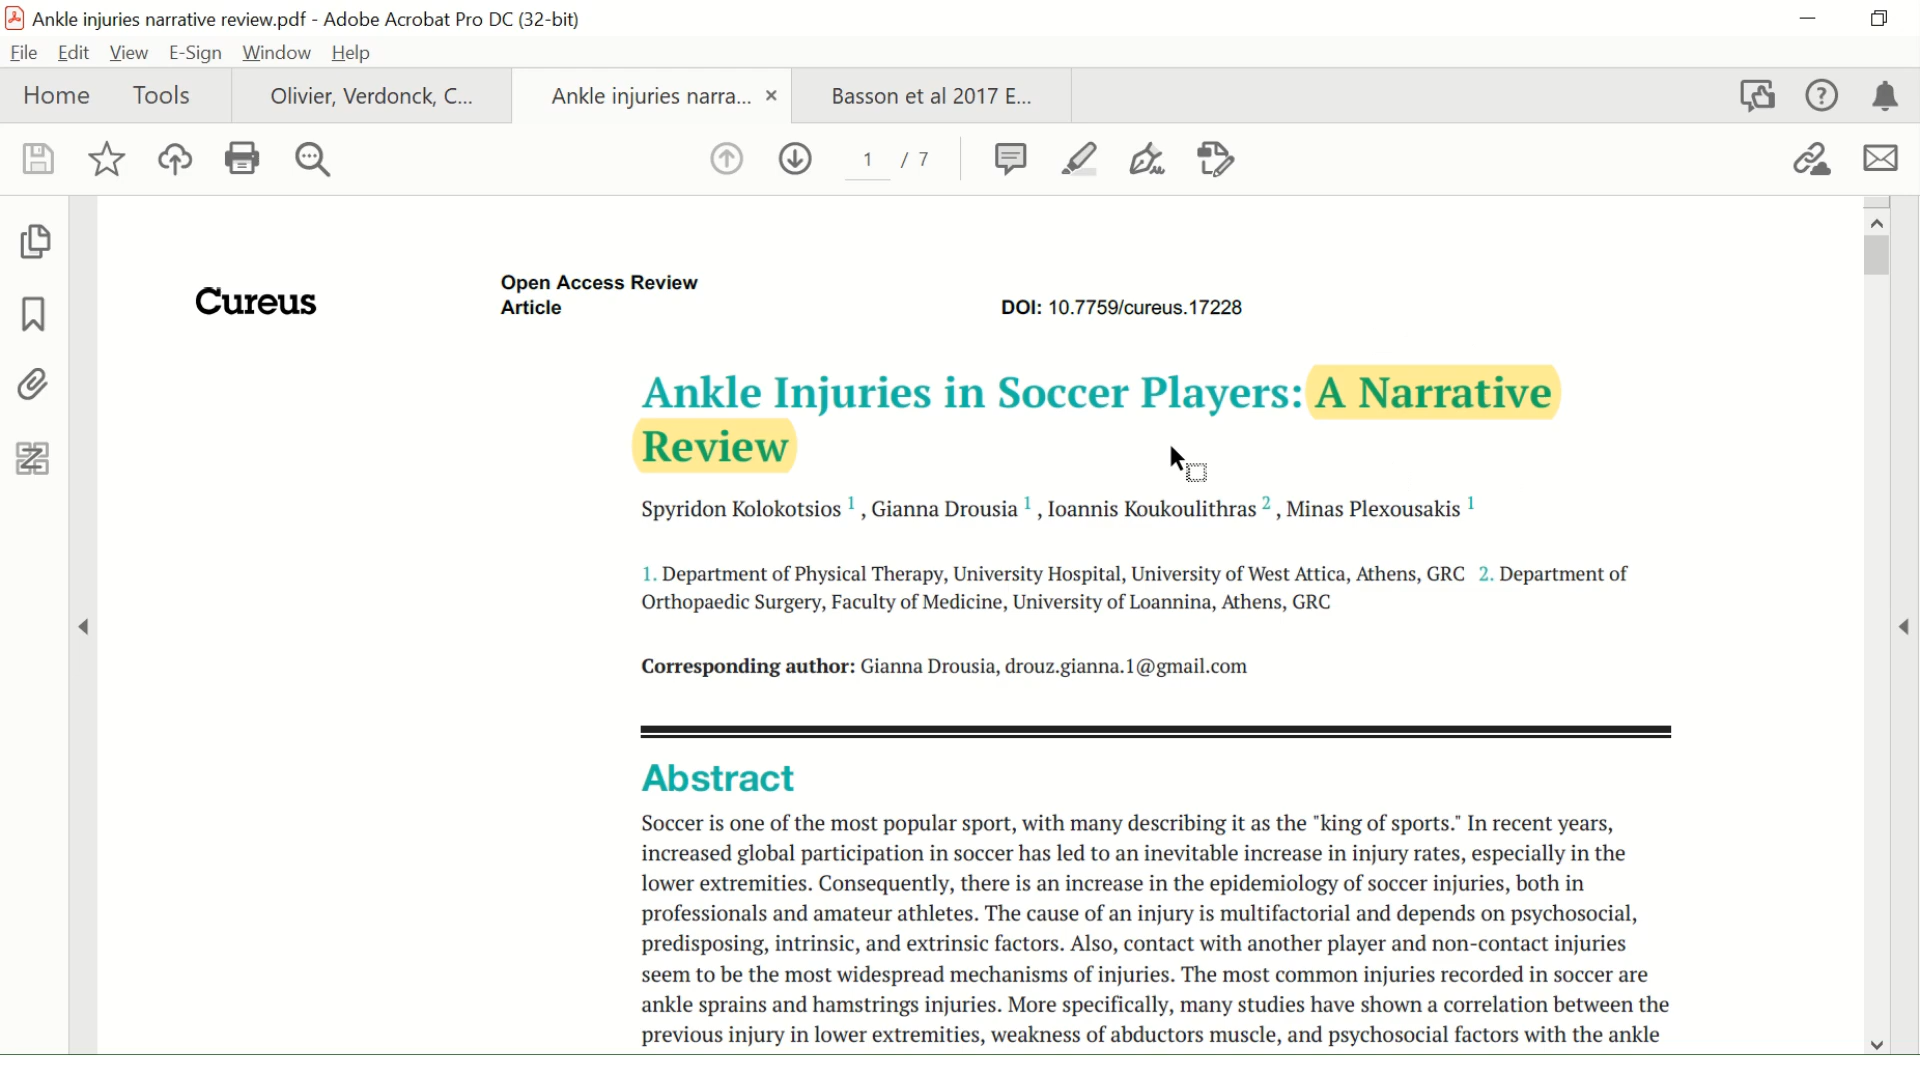 Ankle injuries narrative review.pdf - Adobe Acrobat Pro DC (32-bit)
File Edit View E-Sign Window Help
Home Tools Olivier, Verdonck, C... Ankle injuries narra... × Basson et al 2017 E...
1 / 7
Cureus
Open Access Review
Article
DOI: 10.7759/cureus.17228
Ankle Injuries in Soccer Players: A Narrative
Review
Spyridon Kolokotsios 1 , Gianna Drousia 1 , Ioannis Koukoulithras 2 , Minas Plexousakis 1
1. Department of Physical Therapy, University Hospital, University of West Attica, Athens, GRC 2. Department of
Orthopaedic Surgery, Faculty of Medicine, University of Loannina, Athens, GRC
Corresponding author: Gianna Drousia, drouz.gianna.1@gmail.com
Abstract
Soccer is one of the most popular sport, with many describing it as the "king of sports." In recent years,
increased global participation in soccer has led to an inevitable increase in injury rates, especially in the
lower extremities. Consequently, there is an increase in the epidemiology of soccer injuries, both in
professionals and amateur athletes. The cause of an injury is multifactorial and depends on psychosocial,
predisposing, intrinsic, and extrinsic factors. Also, contact with another player and non-contact injuries
seem to be the most widespread mechanisms of injuries. The most common injuries recorded in soccer are
ankle sprains and hamstrings injuries. More specifically, many studies have shown a correlation between the
previous injury in lower extremities, weakness of abductors muscle, and psychosocial factors with the ankle